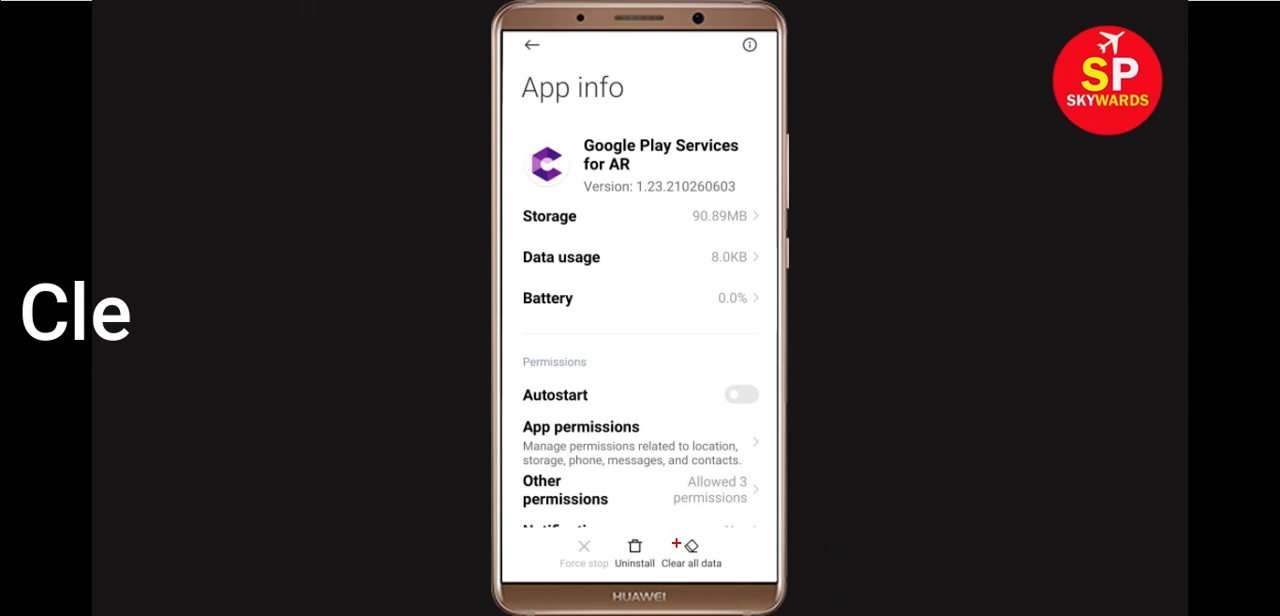 SP
SKYWARDS
App info
Google Play Services
for AR
Version: 1.23.210260603
Storage 90.89MB
Data usage 8.0KB
Battery 0.0%
Cle
Permissions
Autostart
App permissions
Manage permissions related to location,
storage, phone, messages, and contacts.
Other permissions
Allowed 3 permissions
Force stop Uninstall Clear all data
HUAWEI